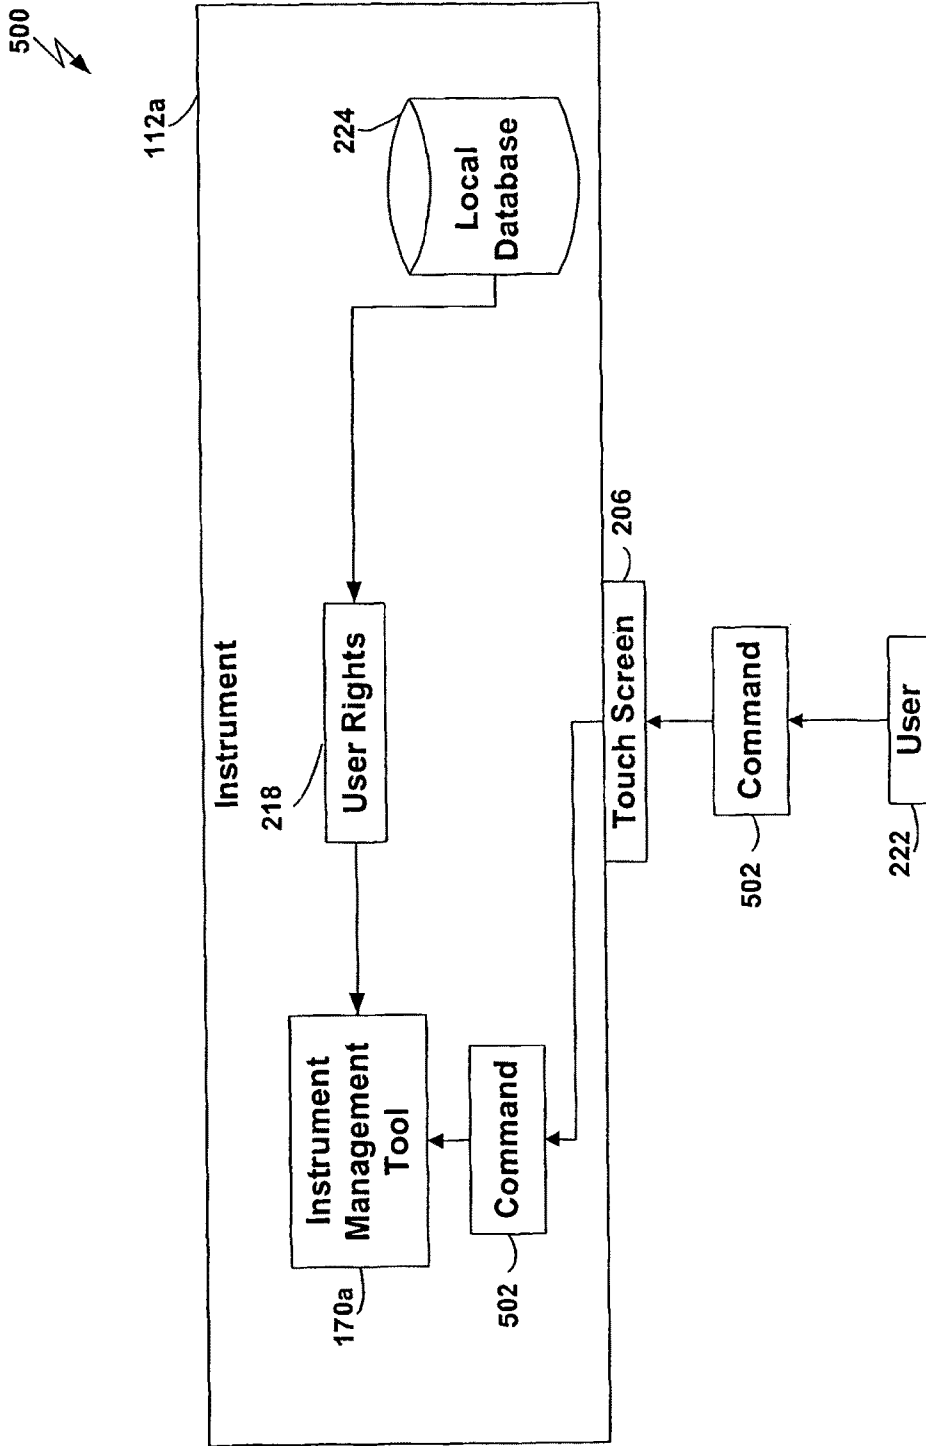 500
112a
Instrument
170a
Instrument
Management
Tool
218
User Rights
224
Local
Database
502
Command
Touch Screen
206
502
Command
222
User